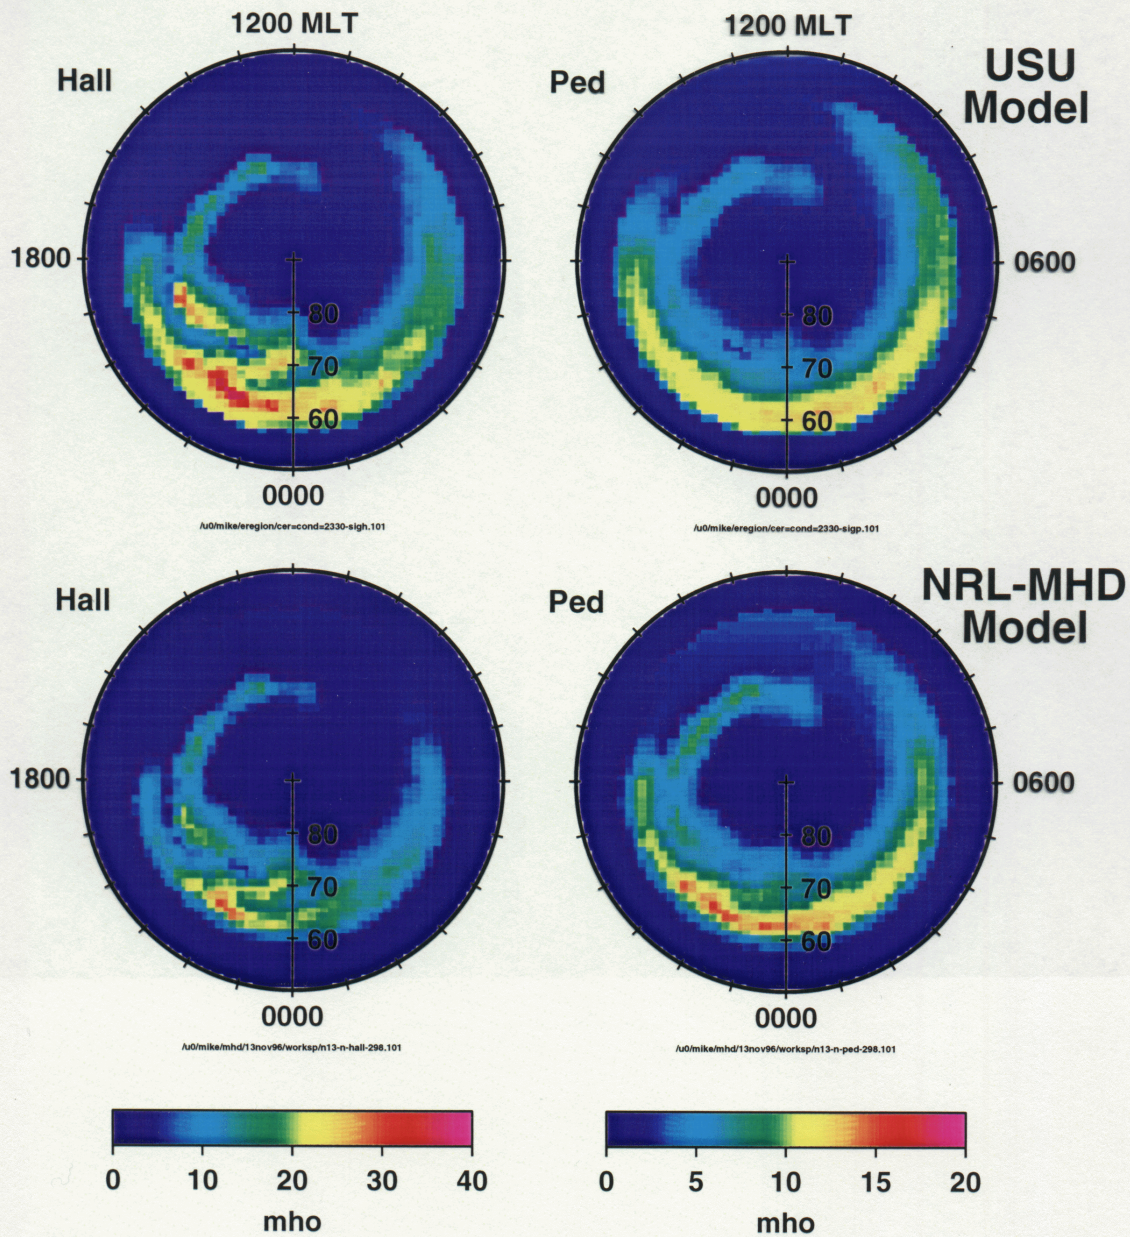 1200 MLT
1200 MLT
USU
Model
Hall
Ped
1800
0600
80
70
60
80
70
60
0000
0000
/u0/mike/eregion/cer=cond=2330-sigh.101
/u0/mike/eregion/cer=cond=2330-sigp.101
NRL-MHD
Model
Hall
Ped
1800
0600
80
70
60
80
70
60
0000
0000
/u0/mike/mhd/13nov96/worksp/n13-n-hall-298.101
/u0/mike/mhd/13nov96/worksp/n13-n-ped-298.101
0 10 20 30 40
mho
0 5 10 15 20
mho